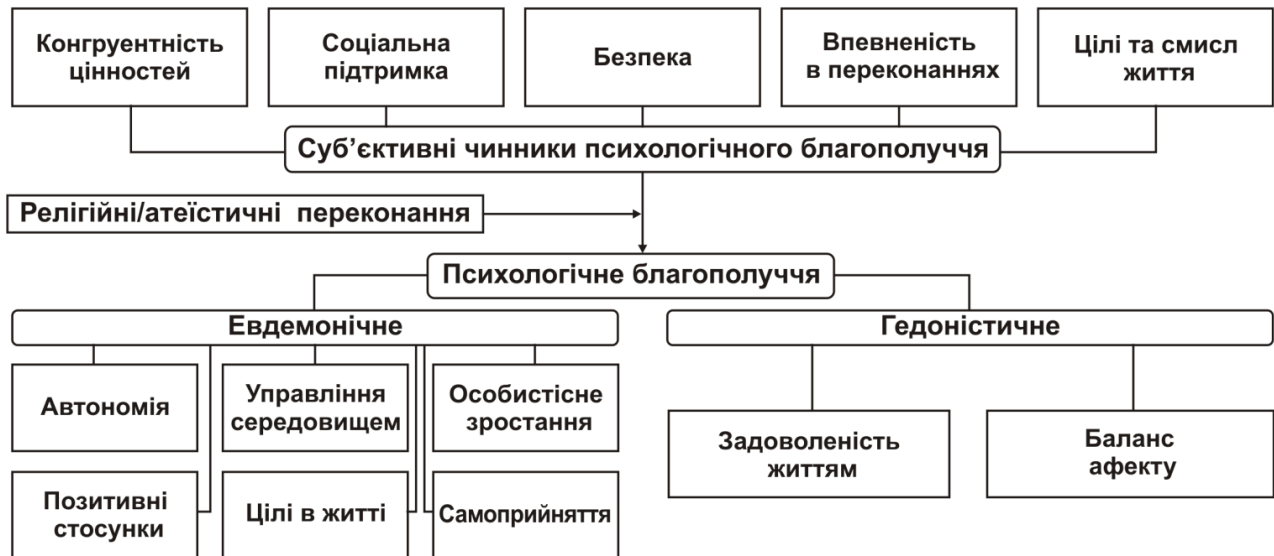 Конгруентність
цінностей
Соціальна
підтримка
Безпека
Впевненість
в переконаннях
Цілі та смисл
життя
Суб’єктивні чинники психологічного благополуччя
Релігійні/атеїстичні переконання
Психологічне благополуччя
Евдемонічне
Гедоністичне
Автономія
Управління
середовищем
Особистісне
зростання
Задоволеність
життям
Баланс
афекту
Позитивні
стосунки
Цілі в житті
Самоприйняття